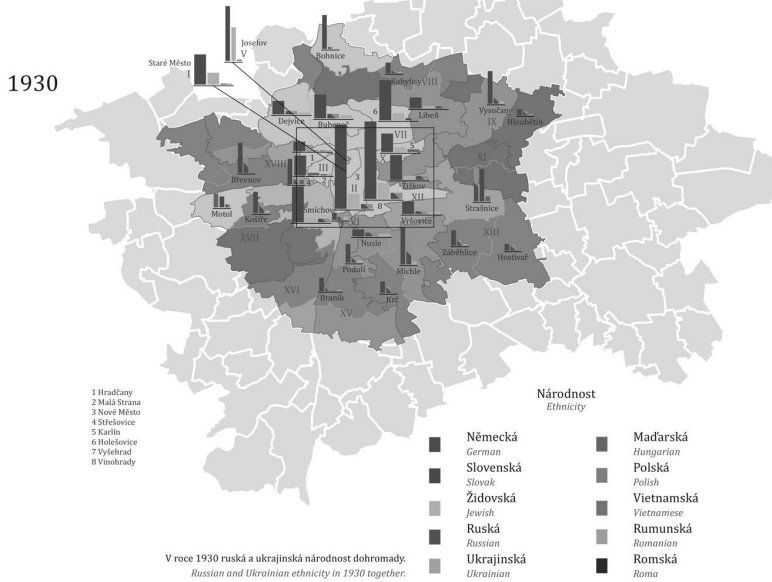 1930
Josefov
V
Staré Město
I
Bohnice
Kobylisy VIII
Vysočany
IX
Hloubětín
Dejvice
Bubeneč
6
Libeň
VII
5
XVIII
Břevnov
1
III
2
4
3
II
X
Žižkov
XI
XII
Strašnice
Motol
Košíře
Smíchov
8
Vršovice
VI
XVII
Nusle
Podolí
Michle
Záběhlice
XIII
Hostivař
XVI
Braník
Krč
XV
1 Hradčany
2 Malá Strana
3 Nové Město
4 Střešovice
5 Karlín
6 Holešovice
7 Vyšehrad
8 Vinohrady
Národnost
Ethnicity
Německá
German
Slovenská
Slovak
Židovská
Jewish
Ruská
Russian
Ukrajinská
Ukrainian
Maďarská
Hungarian
Polská
Polish
Vietnamská
Vietnamese
Rumunská
Romanian
Romská
Roma
V roce 1930 ruská a ukrajinská národnost dohromady.
Russian and Ukrainian ethnicity in 1930 together.